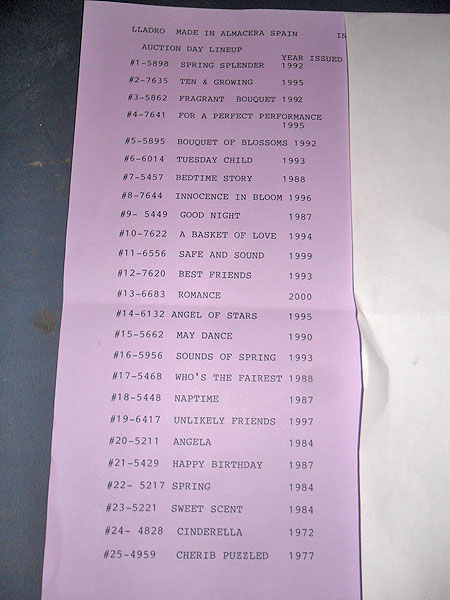 LLADRO MADE IN ALMACERA SPAIN IN
AUCTION DAY LINEUP
YEAR ISSUED
#1-5898 SPRING SPLENDER 1992
#2-7635 TEN & GROWING 1995
#3-5862 FRAGRANT BOUQUET 1992
#4-7641 FOR A PERFECT PERFORMANCE
1995
#5-5895 BOUQUET OF BLOSSOMS 1992
#6-6014 TUESDAY CHILD 1993
#7-5457 BEDTIME STORY 1988
#8-7644 INNOCENCE IN BLOOM 1996
#9- 5449 GOOD NIGHT 1987
#10-7622 A BASKET OF LOVE 1994
#11-6556 SAFE AND SOUND 1999
#12-7620 BEST FRIENDS 1993
#13-6683 ROMANCE 2000
#14-6132 ANGEL OF STARS 1995
#15-5662 MAY DANCE 1990
#16-5956 SOUNDS OF SPRING 1993
#17-5468 WHO'S THE FAIREST 1988
#18-5448 NAPTIME 1987
#19-6417 UNLIKELY FRIENDS 1997
#20-5211 ANGELA 1984
#21-5429 HAPPY BIRTHDAY 1987
#22- 5217 SPRING 1984
#23-5221 SWEET SCENT 1984
#24- 4828 CINDERELLA 1972
#25-4959 CHERIB PUZZLED 1977